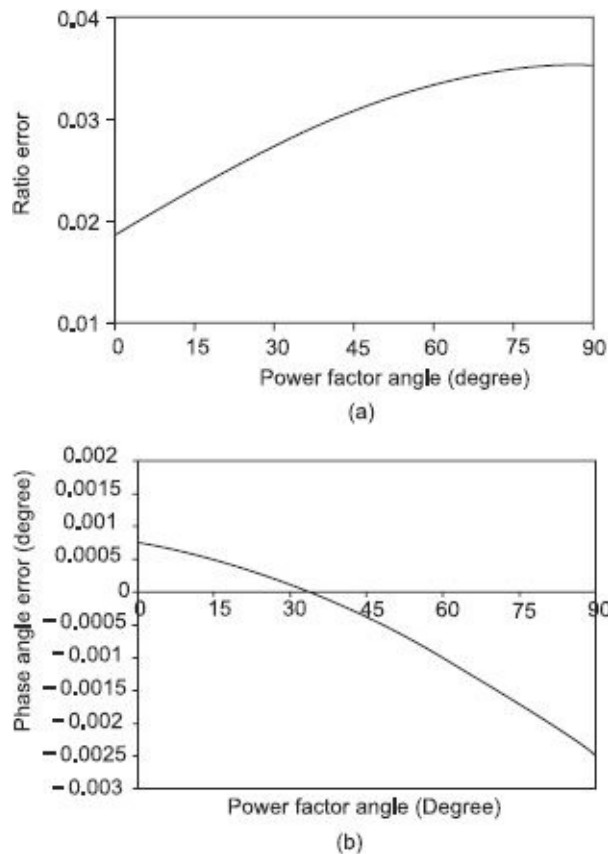 0.04
0.03
0.02
0.01
Ratio error
0 15 30 45 60 75 90
Power factor angle (degree)
(a)
0.002
0.0015
0.001
0.0005
0
−0.0005
−0.001
−0.0015
−0.002
−0.0025
−0.003
Phase angle error (degree)
0 15 30 45 60 75 90
Power factor angle (Degree)
(b)